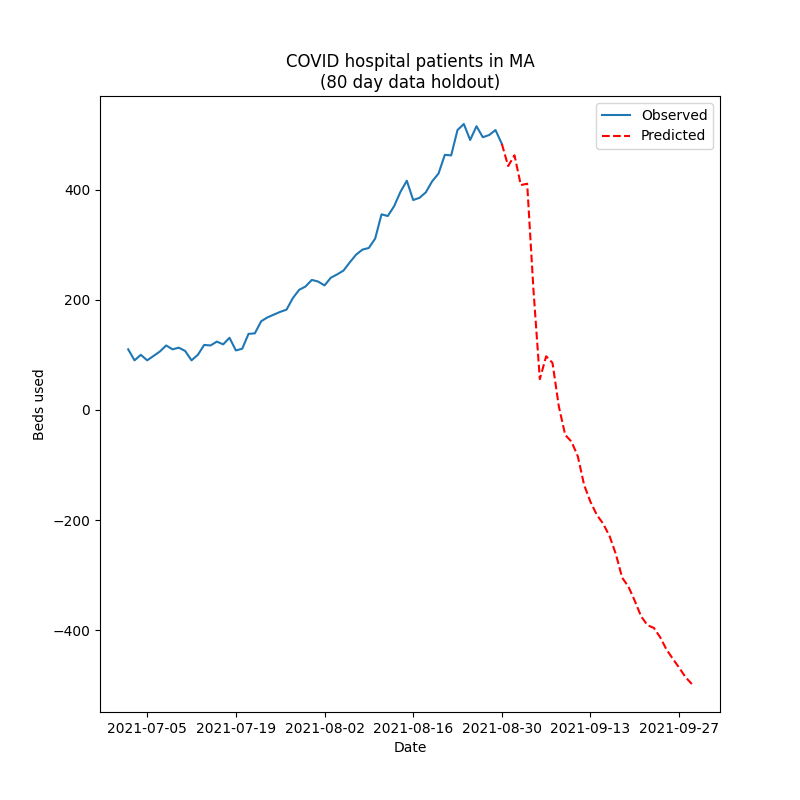 COVID hospital patients in MA
(80 day data holdout)
Observed
Predicted
400
200
0
−200
−400
Beds used
2021-07-05 2021-07-19 2021-08-02 2021-08-16 2021-08-30 2021-09-13 2021-09-27
Date